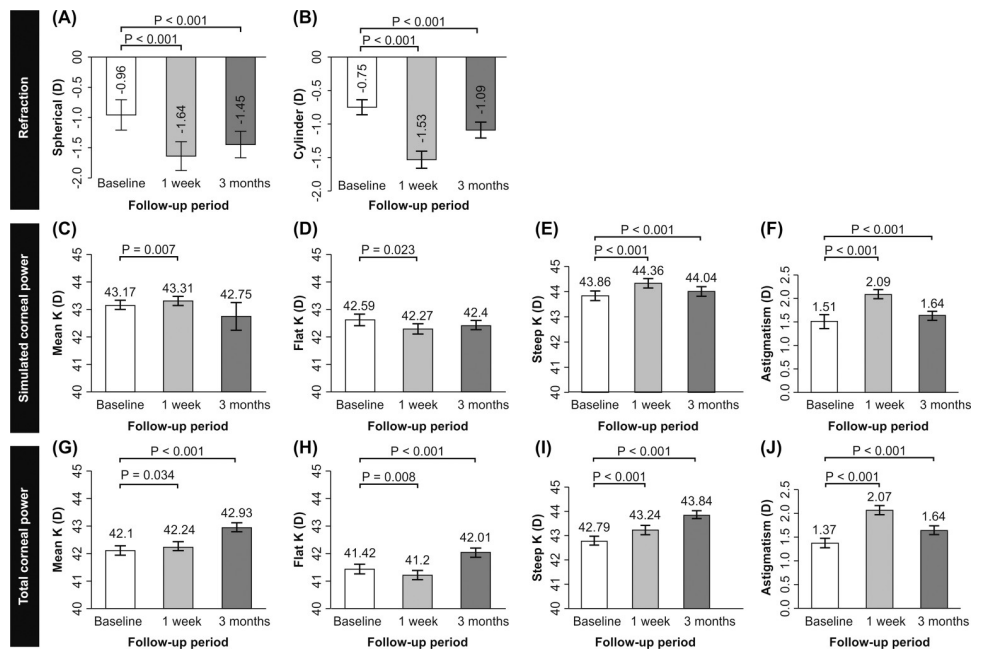 Refraction
(A)
P < 0.001
P < 0.001
Spherical (D)
00
-0.5
-1.0
-1.5
-2.0
-0.96
-1.64
-1.45
Baseline 1 week 3 months
Follow-up period
(B)
P < 0.001
P < 0.001
Cylinder (D)
00
-0.5
-1.0
-1.5
-2.0
-0.75
-1.53
-1.09
Baseline 1 week 3 months
Follow-up period
Simulated corneal power
(C)
P = 0.007
Mean K (D)
45
44
43
42
41
40
43.17 43.31 42.75
Baseline 1 week 3 months
Follow-up period
(D)
P = 0.023
Flat K (D)
45
44
43
42
41
40
42.59 42.27 42.4
Baseline 1 week 3 months
Follow-up period
(E)
P < 0.001
P < 0.001
Steep K (D)
45
44
43
42
41
40
43.86 44.36 44.04
Baseline 1 week 3 months
Follow-up period
(F)
P < 0.001
P < 0.001
Astigmatism (D)
2.5
2.0
1.5
1.0
0.5
0.0
1.51 2.09 1.64
Baseline 1 week 3 months
Follow-up period
Total corneal power
(G)
P < 0.001
P = 0.034
Mean K (D)
45
44
43
42
41
40
42.1 42.24 42.93
Baseline 1 week 3 months
Follow-up period
(H)
P < 0.001
P = 0.008
Flat K (D)
45
44
43
42
41
40
41.42 41.2 42.01
Baseline 1 week 3 months
Follow-up period
(I)
P < 0.001
P < 0.001
Steep K (D)
45
44
43
42
41
40
42.79 43.24 43.84
Baseline 1 week 3 months
Follow-up period
(J)
P < 0.001
P < 0.001
Astigmatism (D)
2.5
2.0
1.5
1.0
0.5
0.0
1.37 2.07 1.64
Baseline 1 week 3 months
Follow-up period